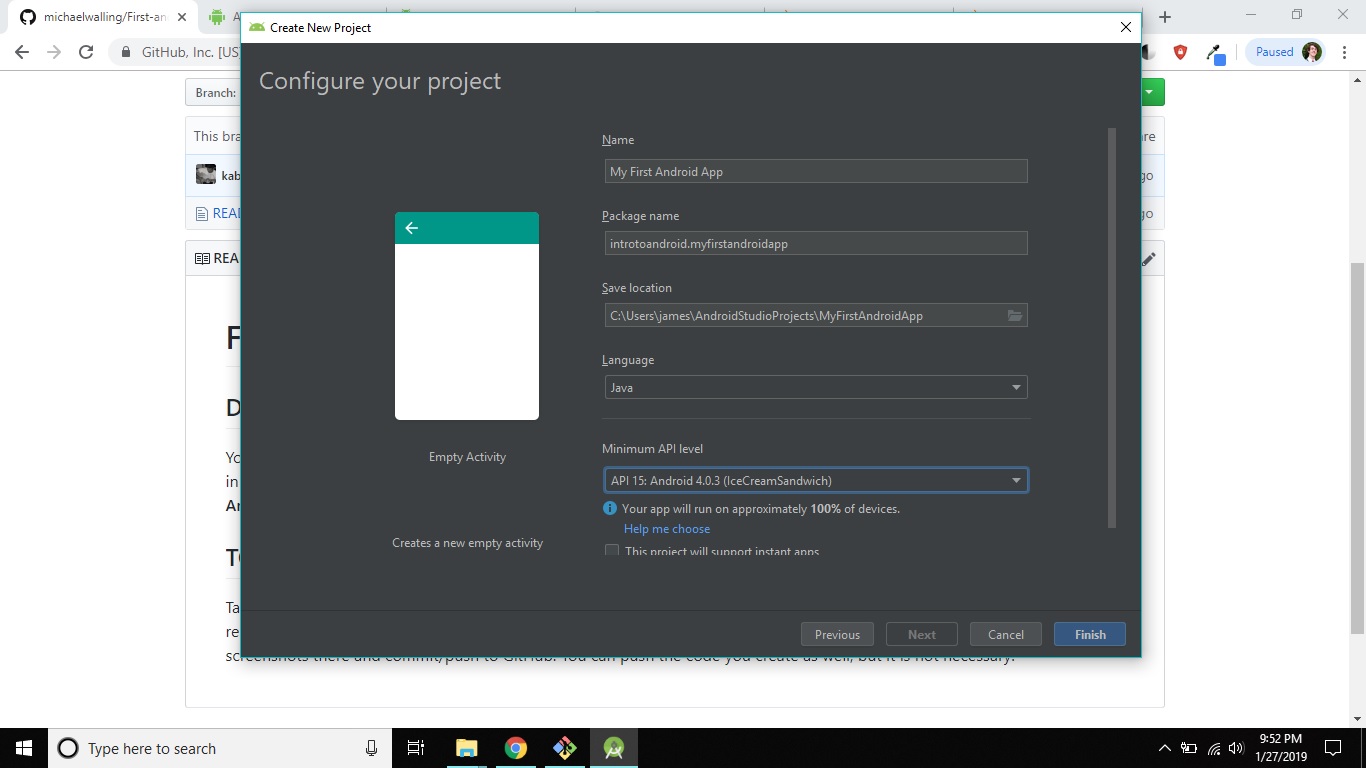 michaelwalling/First-an
Create New Project
GitHub, Inc. [US
Paused
Configure your project
Branch:
Name
This bra
My First Android App
kab
Package name
REA
introtoandroid.myfirstandroidapp
REA
Save location
C:\Users\james\AndroidStudioProjects\MyFirstAndroidApp
Language
Java
Minimum API level
Empty Activity
API 15: Android 4.0.3 (IceCreamSandwich)
Your app will run on approximately 100% of devices.
Help me choose
Creates a new empty activity
This project will support instant apps
Previous
Next
Cancel
Finish
screenshots there and commit/push to GitHub. You can push the code you create as well, but it is not necessary.
Type here to search
9:52 PM
1/27/2019